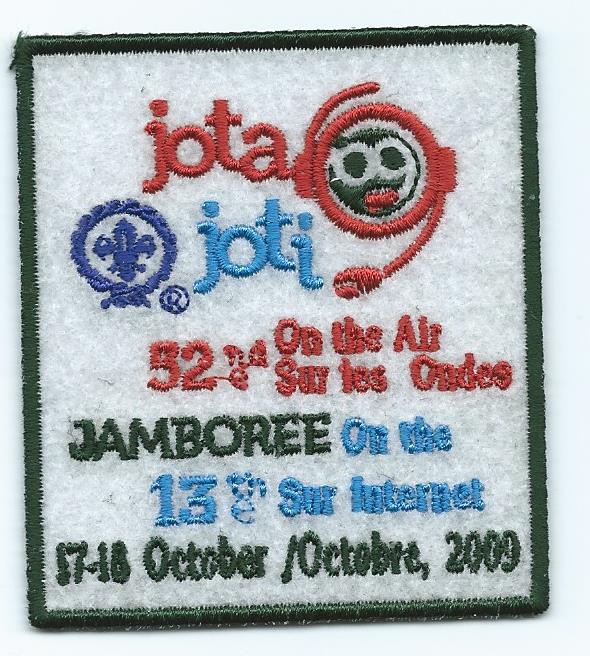 jota
joti
®
52nd On the Air
Sur les Ondes
JAMBOREE On the
13 Sur Internet
17-18 October /Octobre, 2009